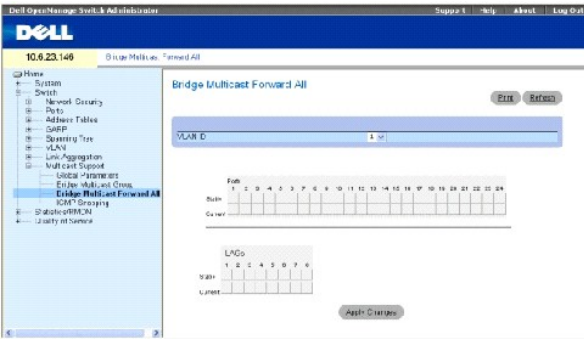 Dell OpenManage Switch Administrator
Support Help About Log Out
DELL
10.6.23.146
Bridge Multicast Forward All
Home
System
Switch
Network Security
Ports
Address Tables
GARP
Spanning Tree
VLAN
Link Aggregation
Multicast Support
Global Parameters
Bridge Multicast Group
Bridge Multicast Forward All
IGMP Snooping
Statistics/RMON
Quality of Service
Bridge Multicast Forward All
Print Refresh
VLAN ID 1
Ports
1 2 3 4 5 6 7 8 9 10 11 12 13 14 15 16 17 18 19 20 21 22 23 24
Static
Current
LAGs
1 2 3 4 5 6 7 8
Static
Current
Apply Changes